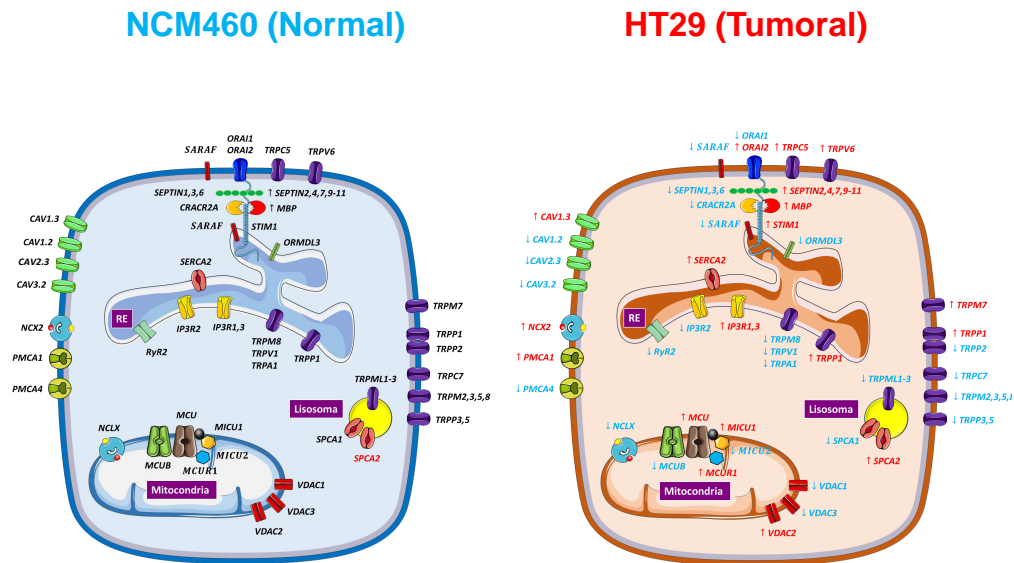 NCM460 (Normal)
ORAI1
ORAI2
SARAF
TRPC5
TRPV6
SEPTIN1,3,6
↑ SEPTIN2,4,7,9-11
CRACR2A
↑ MBP
SARAF
STIM1
ORMDL3
CAV1.3
CAV1.2
CAV2.3
CAV3.2
SERCA2
NCX2
RE
IP3R2
IP3R1,3
RyR2
TRPM8
TRPV1
TRPA1
TRPP1
PMCA1
PMCA4
TRPM7
TRPP1
TRPP2
TRPC7
TRPM2,3,5,8
TRPP3,5
TRPML1-3
Lisosoma
SPCA1
SPCA2
NCLX
MCU
MICU1
MICU2
MCUB
MCUR1
Mitocondria
VDAC1
VDAC3
VDAC2
HT29 (Tumoral)
↓ ORAI1
↑ ORAI2
↓ SARAF
↑ TRPC5
↑ TRPV6
↓ SEPTIN1,3,6
↑ SEPTIN2,4,7,9-11
↓ CRACR2A
↑ MBP
↓ SARAF
↑ STIM1
↓ ORMDL3
↑ CAV1.3
↓ CAV1.2
↓CAV2.3
↓ CAV3.2
↑ SERCA2
↑ NCX2
RE
↓ IP3R2
↑ IP3R1,3
↓ RyR2
↓ TRPM8
↓ TRPV1
↓ TRPA1
↑ TRPP1
↑ PMCA1
↓ PMCA4
↑ TRPM7
↑ TRPP1
↓ TRPP2
↓ TRPC7
↓ TRPM2,3,5,8
↓ TRPP3,5
↓ TRPML1-3
Lisosoma
↓ SPCA1
↑ SPCA2
↓ NCLX
↑ MCU
↑ MICU1
↓ MICU2
↓ MCUB
↑ MCUR1
Mitocondria
↓ VDAC1
↓ VDAC3
↑ VDAC2